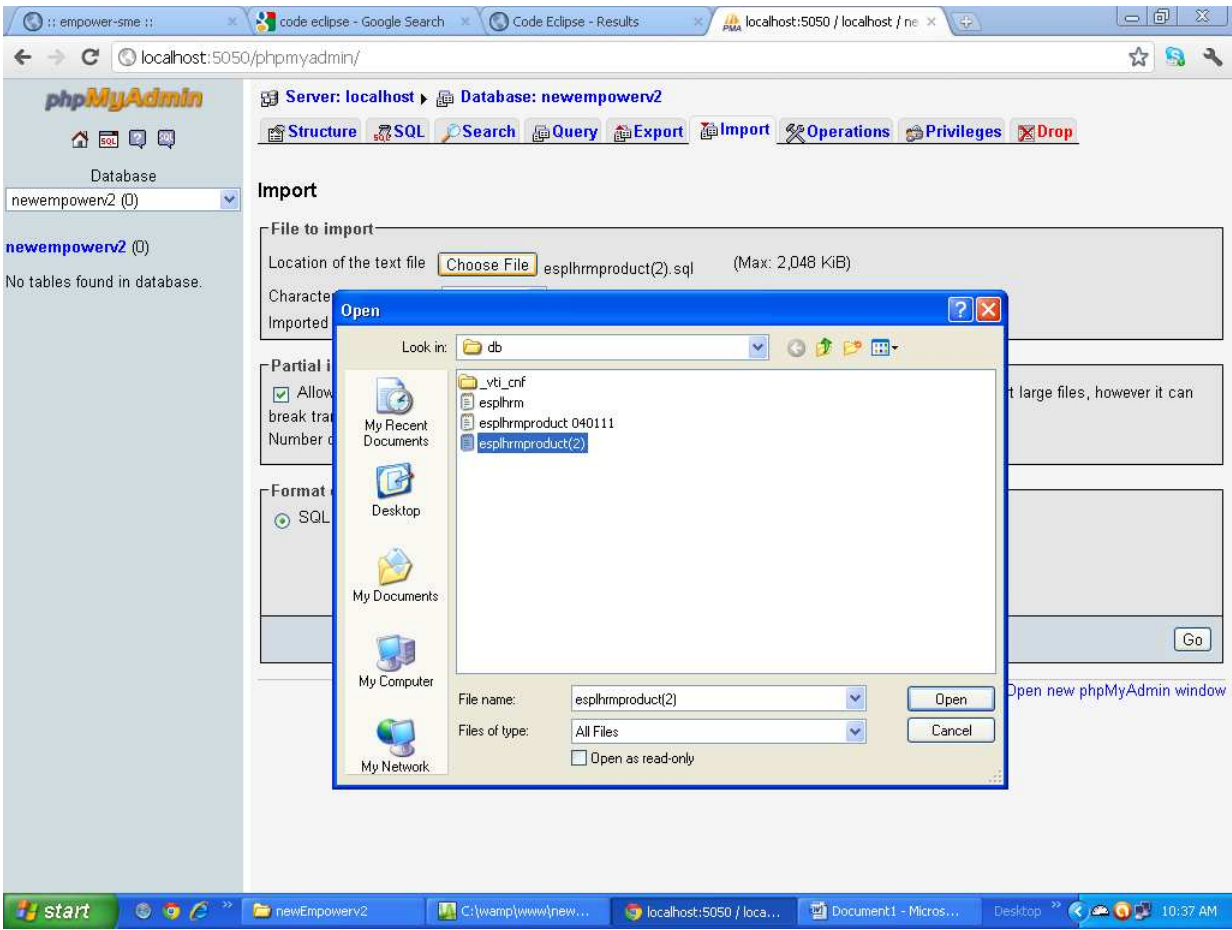 :: empower-sme ::
code eclipse - Google Search
Code Eclipse - Results
localhost:5050 / localhost / ne
localhost:5050/phpmyadmin/
phpMyAdmin
Server: localhost
Database: newempowerv2
Structure
SQL
Search
Query
Export
Import
Operations
Privileges
Drop
Database
newempowerv2 (0)
newempowerv2 (0)
No tables found in database.
Import
File to import
Location of the text file
Choose File
esplhrmproduct(2).sql
(Max: 2,048 KiB)
Character
Imported
Partial i
Allow
t large files, however it can
break tra
Number o
Format
SQL
Go
Open new phpMyAdmin window
Open
Look in:
db
_vti_cnf
esplhrm
esplhrmproduct 040111
esplhrmproduct(2)
My Recent
Documents
Desktop
My Documents
My Computer
My Network
File name:
esplhrmproduct(2)
Open
Files of type:
All Files
Cancel
Open as read-only
start
newEmpowerv2
C:\wamp\www\new...
localhost:5050 / loca...
Document1 - Micros...
Desktop
10:37 AM